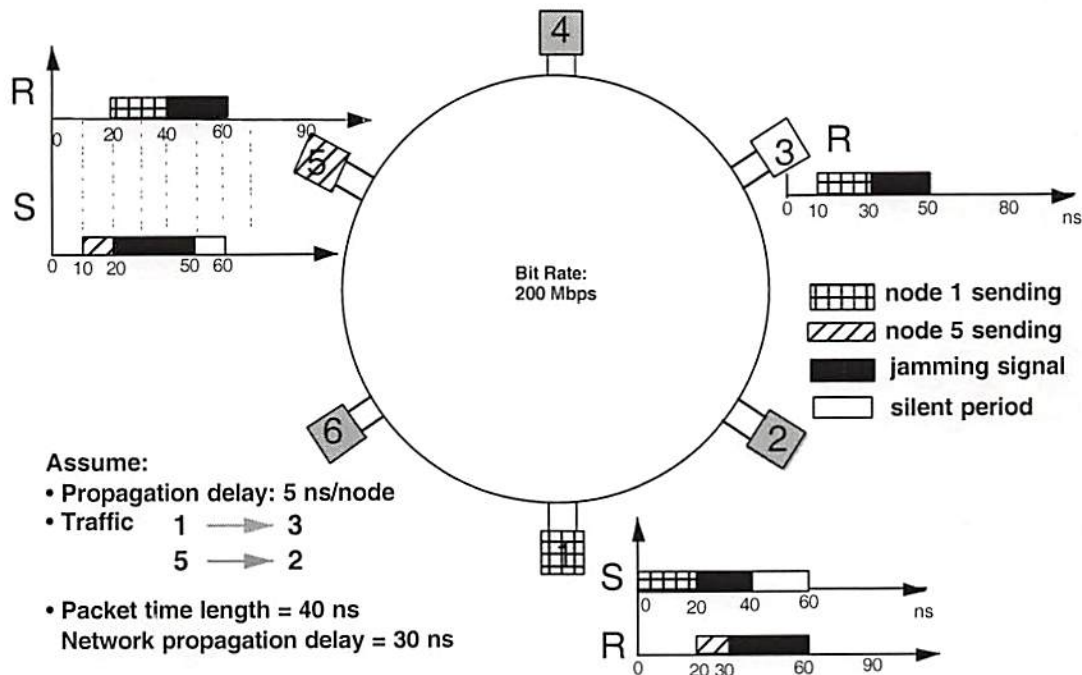 4
R
0 20 40 60 90
5
S
0 10 20 50 60
3
R
0 10 30 50 80
ns
Bit Rate:
200 Mbps
node 1 sending
node 5 sending
jamming signal
silent period
6
2
Assume:
• Propagation delay: 5 ns/node
• Traffic 1 → 3
5 → 2
• Packet time length = 40 ns
Network propagation delay = 30 ns
1
S
0 20 40 60
ns
R
0 20 30 60 90